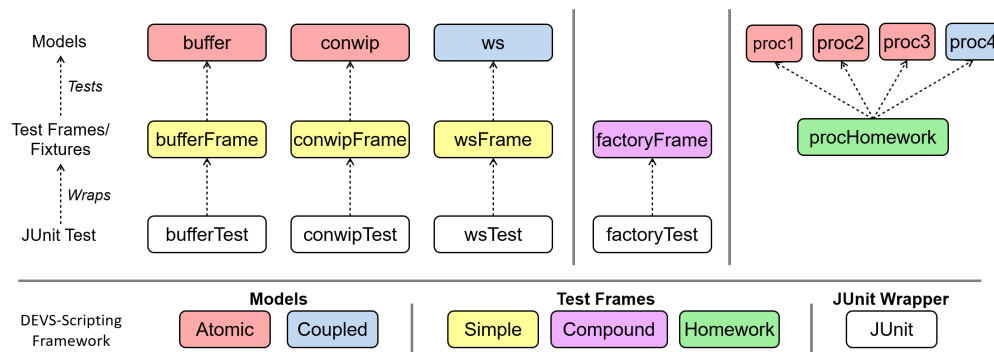 Models
buffer
conwip
ws
proc1
proc2
proc3
proc4
Tests
Test Frames/
Fixtures
bufferFrame
conwipFrame
wsFrame
factoryFrame
procHomework
Wraps
JUnit Test
bufferTest
conwipTest
wsTest
factoryTest
DEVS-Scripting
Framework
Models
Atomic
Coupled
Test Frames
Simple
Compound
Homework
JUnit Wrapper
JUnit